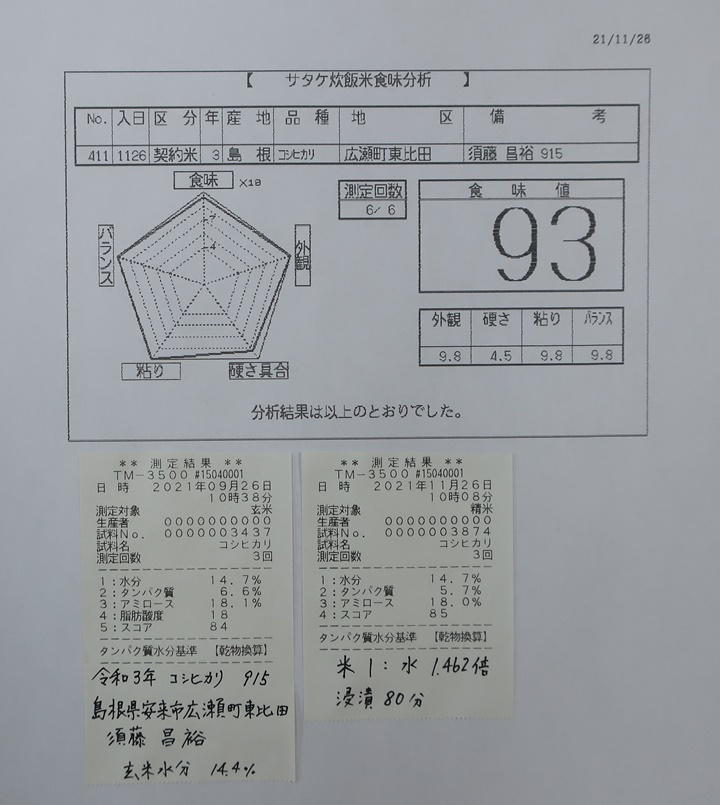 21/11/26
【 サタケ炊飯米食味分析 】
No. 入日 区分 年 産地 品種 地区 備考
411 1126 契約米 3 島根 コシヒカリ 広瀬町東比田 須藤 昌裕 915
食味 ×10
7
4
外観
硬さ具合
粘り
バランス
測定回数
6/ 6
食味値
93
外観 硬さ 粘り バランス
9.8 4.5 9.8 9.8
分析結果は以上のとおりでした。
** 測定結果 **
TM-3500 #15040001
日 時 2021年09月26日
10時38分
測定対象 玄米
生産者 0000000000
試料No. 0000003437
試料名 コシヒカリ
測定回数 3回
1:水分 14.7%
2:タンパク質 6.6%
3:アミロース 18.1%
4:脂肪酸度 18
5:スコア 84
タンパク質水分基準 【乾物換算】
令和3年 コシヒカリ 915
島根県安来市広瀬町東比田
須藤 昌裕
玄米水分 14.4%
** 測定結果 **
TM-3500 #15040001
日 時 2021年11月26日
10時08分
測定対象 精米
生産者 0000000000
試料No. 0000003874
試料名 コシヒカリ
測定回数 3回
1:水分 14.7%
2:タンパク質 5.7%
3:アミロース 18.0%
4:スコア 85
タンパク質水分基準 【乾物換算】
米 1:水 1.462倍
浸漬 80分